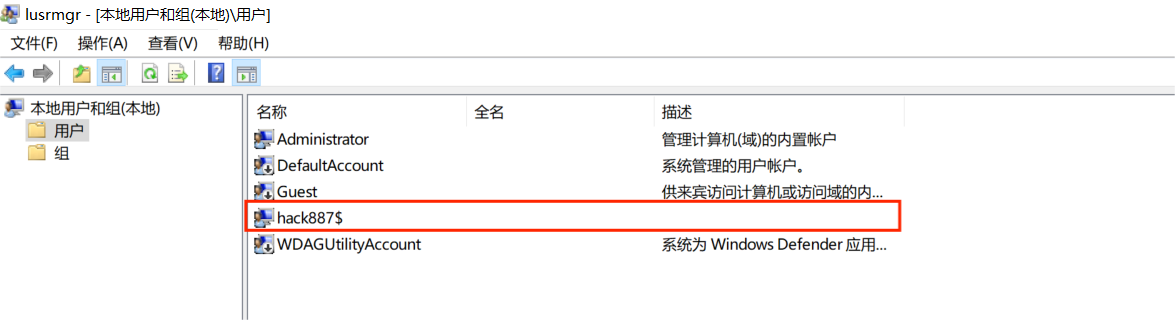 lusrmgr - [本地用户和组(本地)\用户]
文件(F) 操作(A) 查看(V) 帮助(H)
本地用户和组(本地)
用户
组
名称 全名 描述
Administrator 管理计算机(域)的内置帐户
DefaultAccount 系统管理的用户帐户。
Guest 供来宾访问计算机或访问域的内...
hack887$
WDAGUtilityAccount 系统为 Windows Defender 应用...